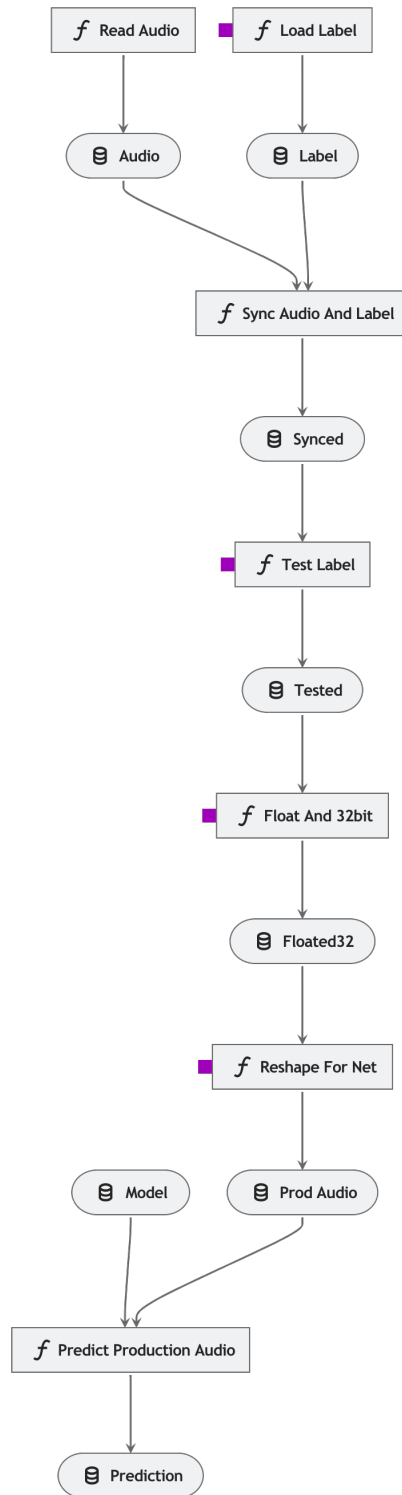 Read Audio
Load Label
Audio
Label
Sync Audio And Label
Synced
Test Label
Tested
Float And 32bit
Floated32
Reshape For Net
Model
Prod Audio
Predict Production Audio
Prediction